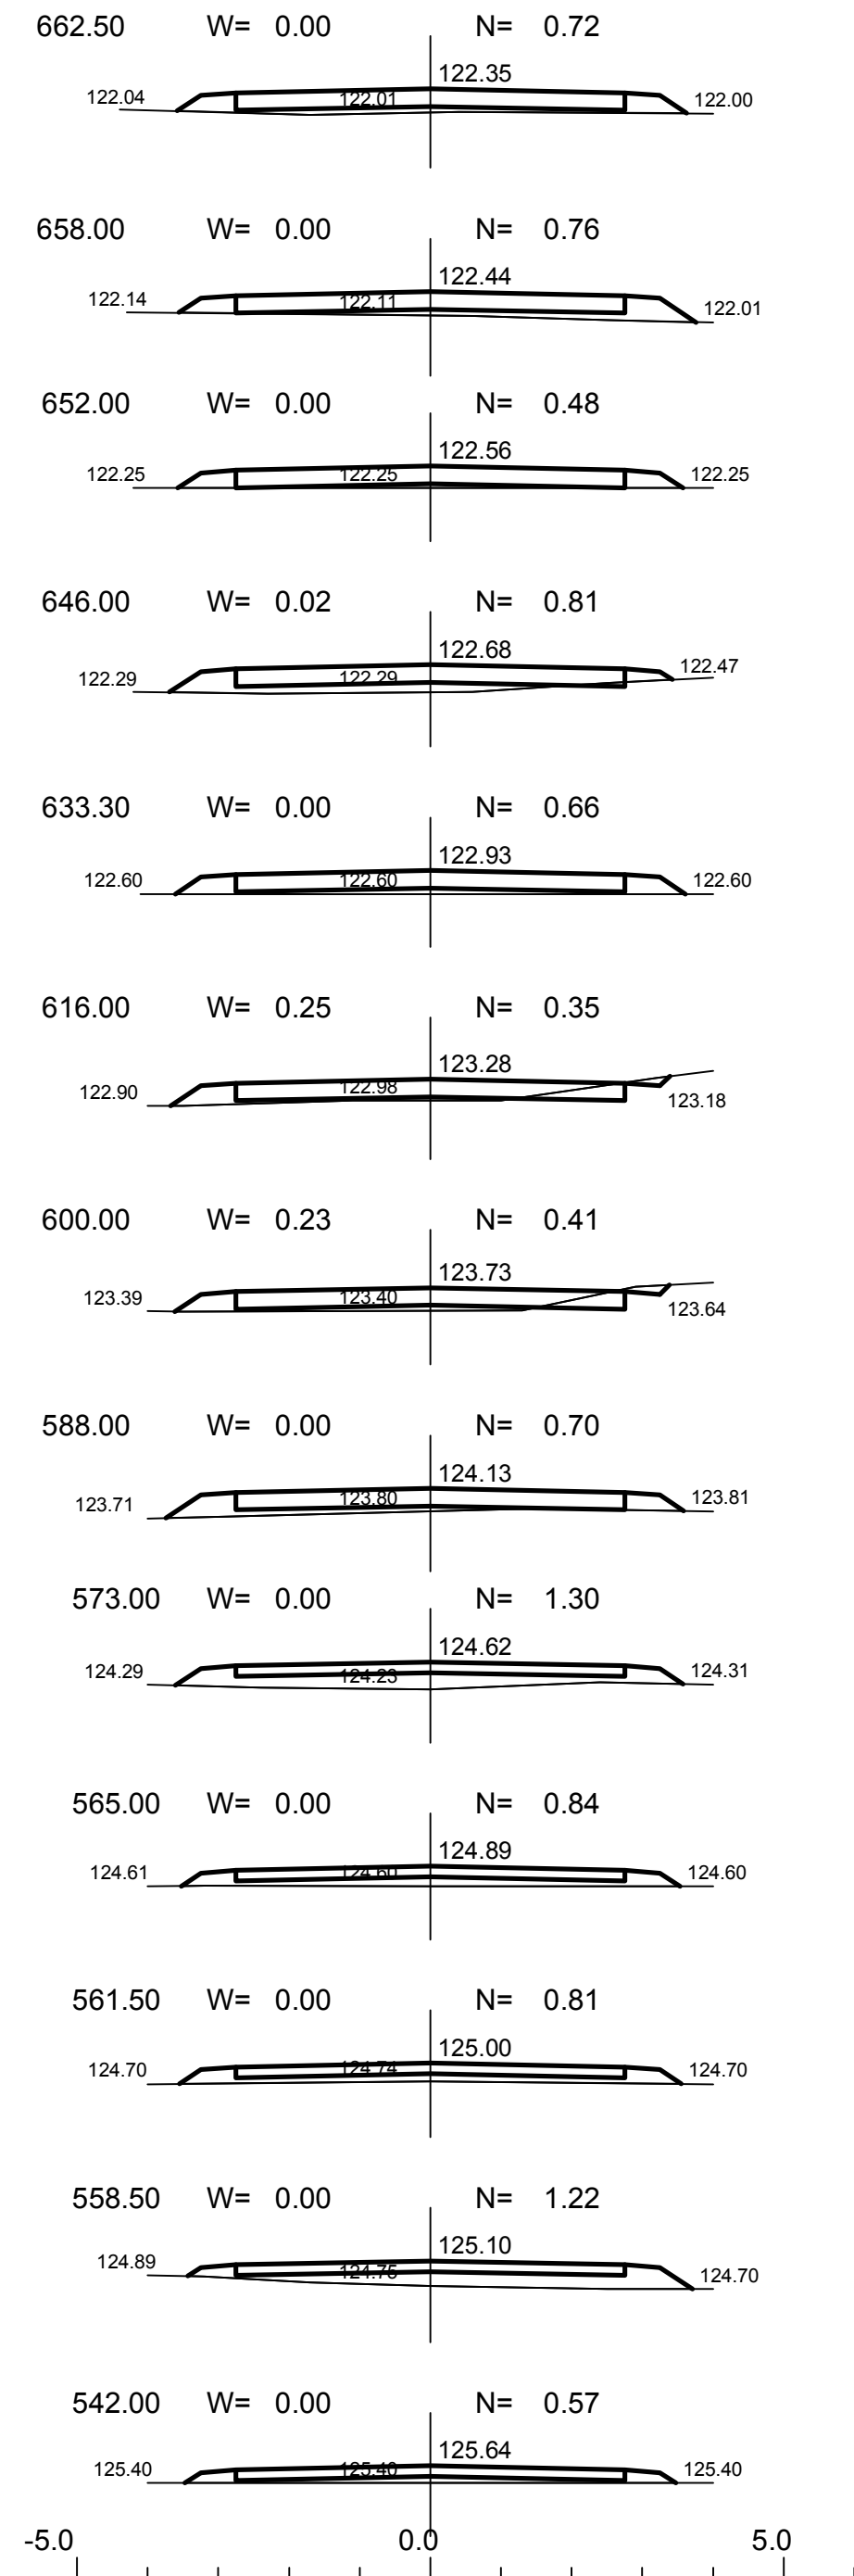 662.50 W= 0.00 N= 0.72
122.35
122.04 122.01 122.00
658.00 W= 0.00 N= 0.76
122.44
122.14 122.11 122.01
652.00 W= 0.00 N= 0.48
122.56
122.25 122.25 122.25
646.00 W= 0.02 N= 0.81
122.68
122.29 122.29 122.47
633.30 W= 0.00 N= 0.66
122.93
122.60 122.60 122.60
616.00 W= 0.25 N= 0.35
123.28
122.90 122.98 123.18
600.00 W= 0.23 N= 0.41
123.73
123.39 123.40 123.64
588.00 W= 0.00 N= 0.70
124.13
123.71 123.80 123.81
573.00 W= 0.00 N= 1.30
124.62
124.29 124.23 124.31
565.00 W= 0.00 N= 0.84
124.89
124.61 124.60 124.60
561.50 W= 0.00 N= 0.81
125.00
124.70 124.74 124.70
558.50 W= 0.00 N= 1.22
125.10
124.89 124.75 124.70
542.00 W= 0.00 N= 0.57
125.64
125.40 125.40 125.40
-5.0 0.0 5.0